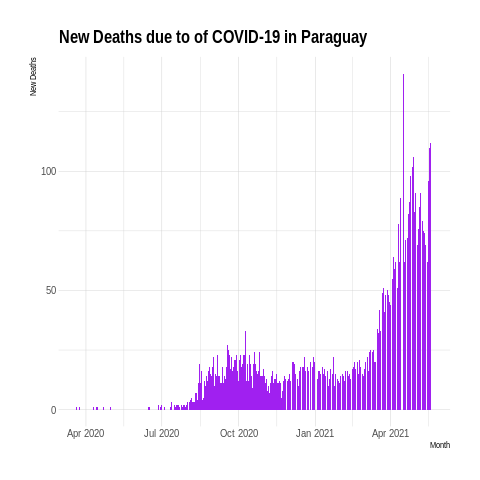 New Deaths due to of COVID-19 in Paraguay
New Deaths
100
50
0
Apr 2020 Jul 2020 Oct 2020 Jan 2021 Apr 2021
Month